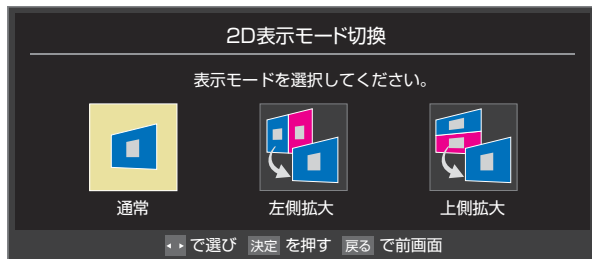 2D表示モード切換
表示モードを選択してください。
通常 左側拡大 上側拡大
で選び 決定 を押す 戻る で前画面